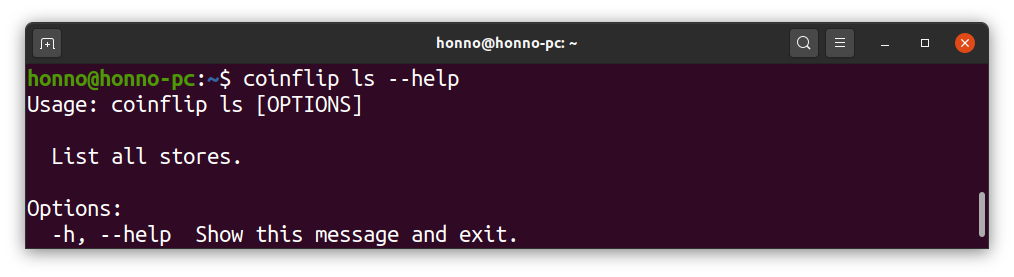 honno@honno-pc: ~
honno@honno-pc:~$ coinflip ls --help
Usage: coinflip ls [OPTIONS]
  List all stores.
Options:
  -h, --help  Show this message and exit.